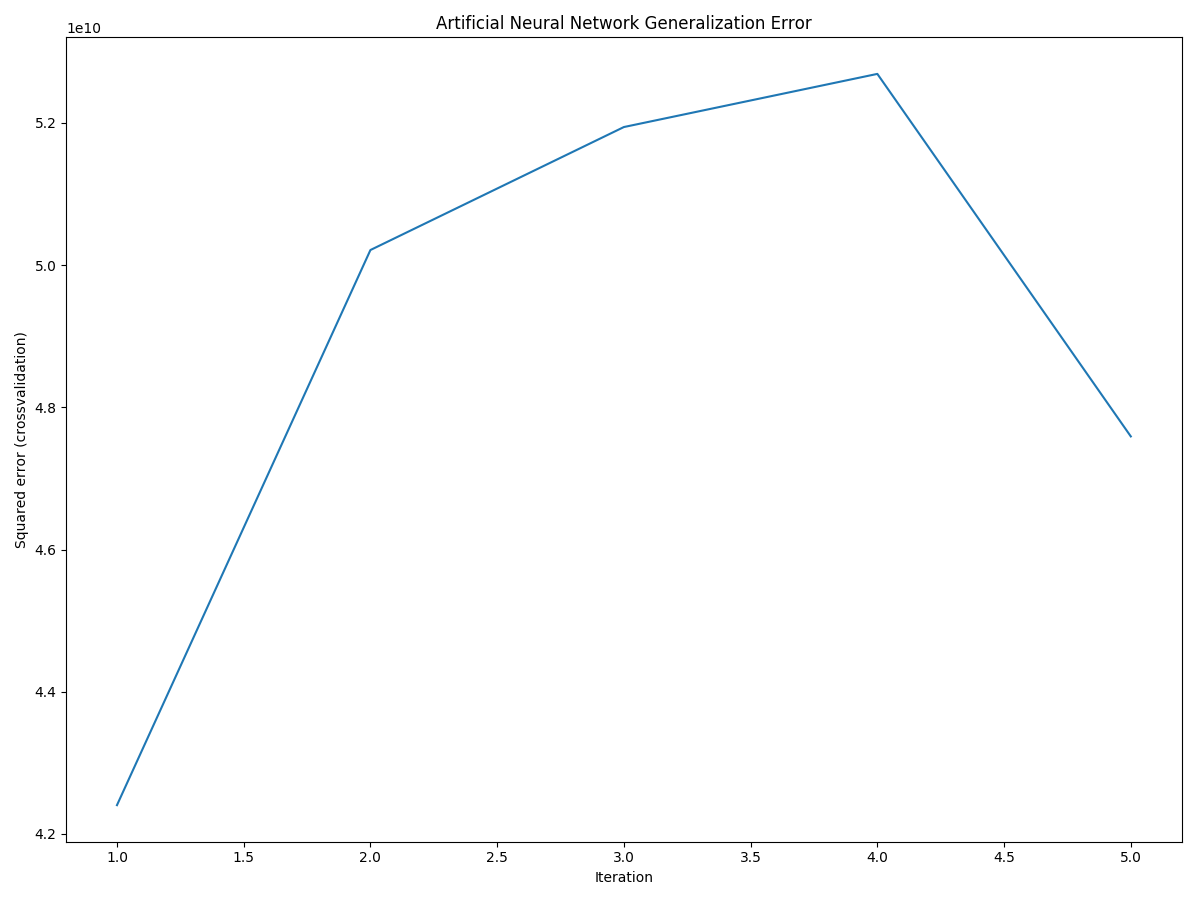 Artificial Neural Network Generalization Error
1e10
5.2
5.0
4.8
4.6
4.4
4.2
Squared error (crossvalidation)
1.0 1.5 2.0 2.5 3.0 3.5 4.0 4.5 5.0
Iteration